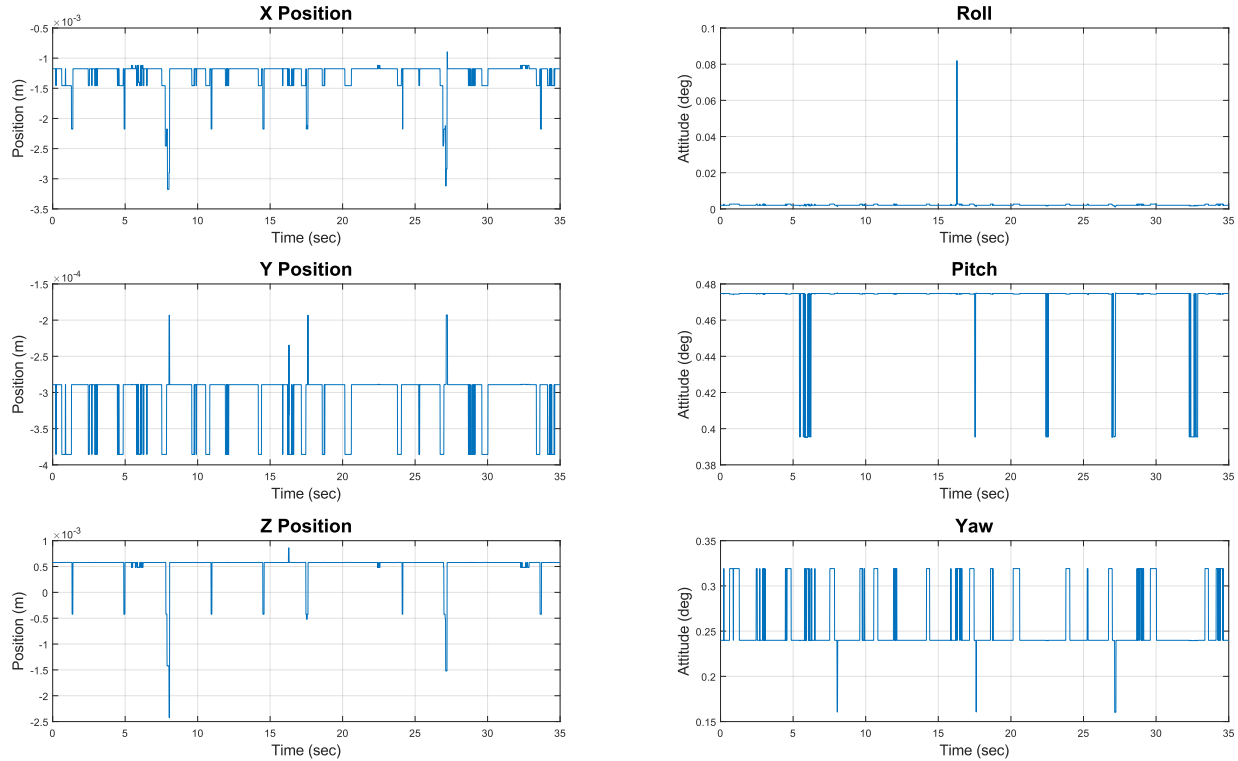 X Position
×10⁻³
-0.5
-1
-1.5
-2
-2.5
-3
-3.5
Position (m)
0 5 10 15 20 25 30 35
Time (sec)
Roll
0.1
0.08
0.06
0.04
0.02
0
Attitude (deg)
0 5 10 15 20 25 30 35
Time (sec)
Y Position
×10⁻⁴
-1.5
-2
-2.5
-3
-3.5
-4
Position (m)
0 5 10 15 20 25 30 35
Time (sec)
Pitch
0.48
0.46
0.44
0.42
0.4
0.38
Attitude (deg)
0 5 10 15 20 25 30 35
Time (sec)
Z Position
×10⁻³
1
0.5
0
-0.5
-1
-1.5
-2
-2.5
Position (m)
0 5 10 15 20 25 30 35
Time (sec)
Yaw
0.35
0.3
0.25
0.2
0.15
Attitude (deg)
0 5 10 15 20 25 30 35
Time (sec)